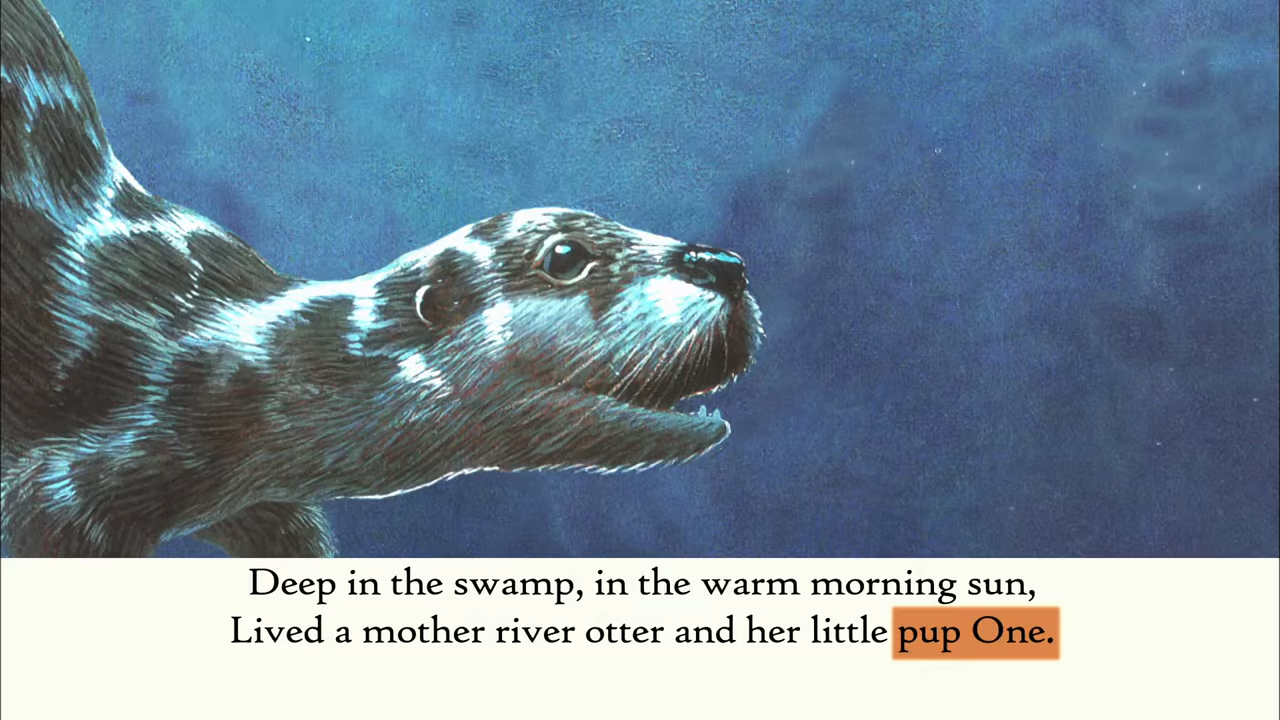 Deep in the swamp, in the warm morning sun,
Lived a mother river otter and her little pup One.